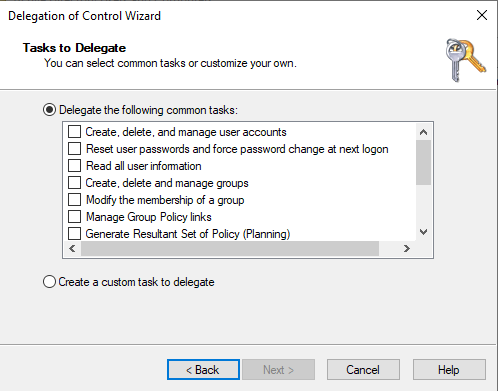 Delegation of Control Wizard
Tasks to Delegate
You can select common tasks or customize your own.
Delegate the following common tasks:
Create, delete, and manage user accounts
Reset user passwords and force password change at next logon
Read all user information
Create, delete and manage groups
Modify the membership of a group
Manage Group Policy links
Generate Resultant Set of Policy (Planning)
Create a custom task to delegate
< Back Next > Cancel Help